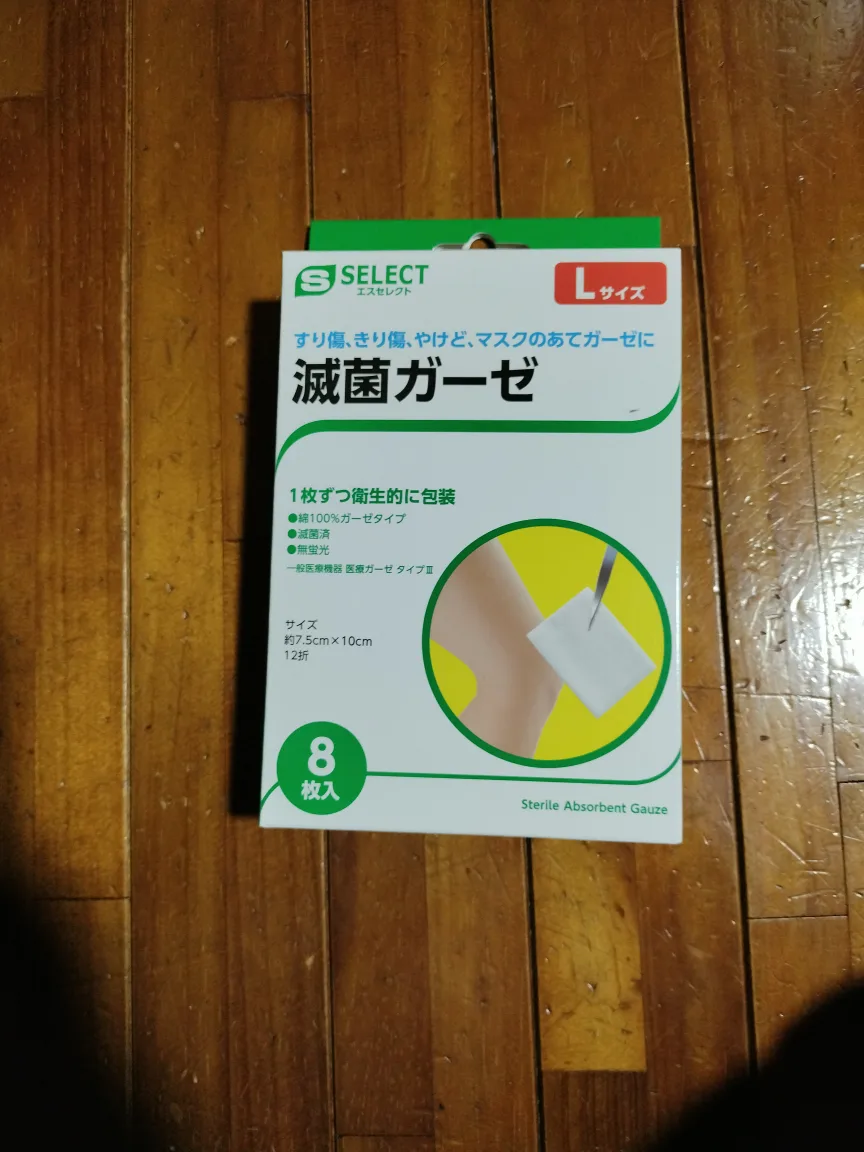 S SELECT
エスセレクト
Lサイズ
すり傷、きり傷、やけど、マスクのあてガーゼに
滅菌ガーゼ
1枚ずつ衛生的に包装
●綿100%ガーゼタイプ
●滅菌済
●無蛍光
一般医療機器 医療ガーゼ タイプⅢ
サイズ
約7.5cm×10cm
12折
8
枚入
Sterile Absorbent Gauze